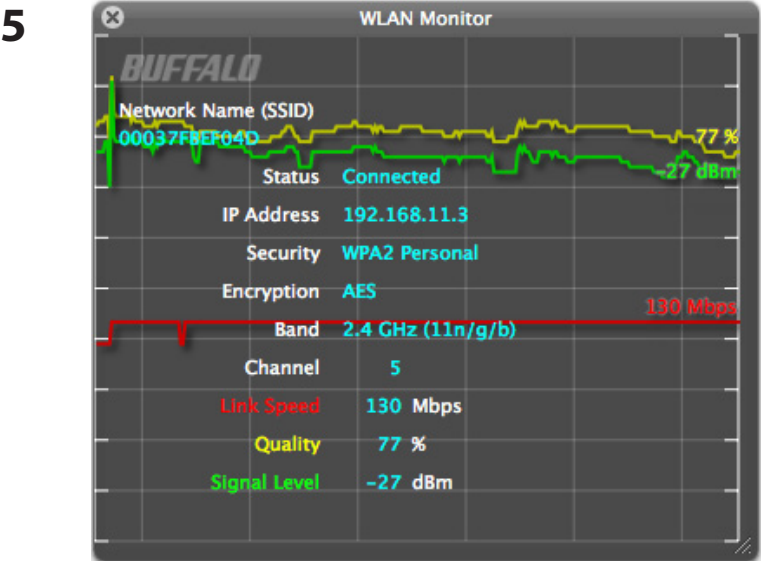 5
WLAN Monitor
BUFFALO
Network Name (SSID)
00037F8EF04D
77 %
-27 dBm
Status Connected
IP Address 192.168.11.3
Security WPA2 Personal
Encryption AES
130 Mbps
Band 2.4 GHz (11n/g/b)
Channel 5
Link Speed 130 Mbps
Quality 77 %
Signal Level -27 dBm